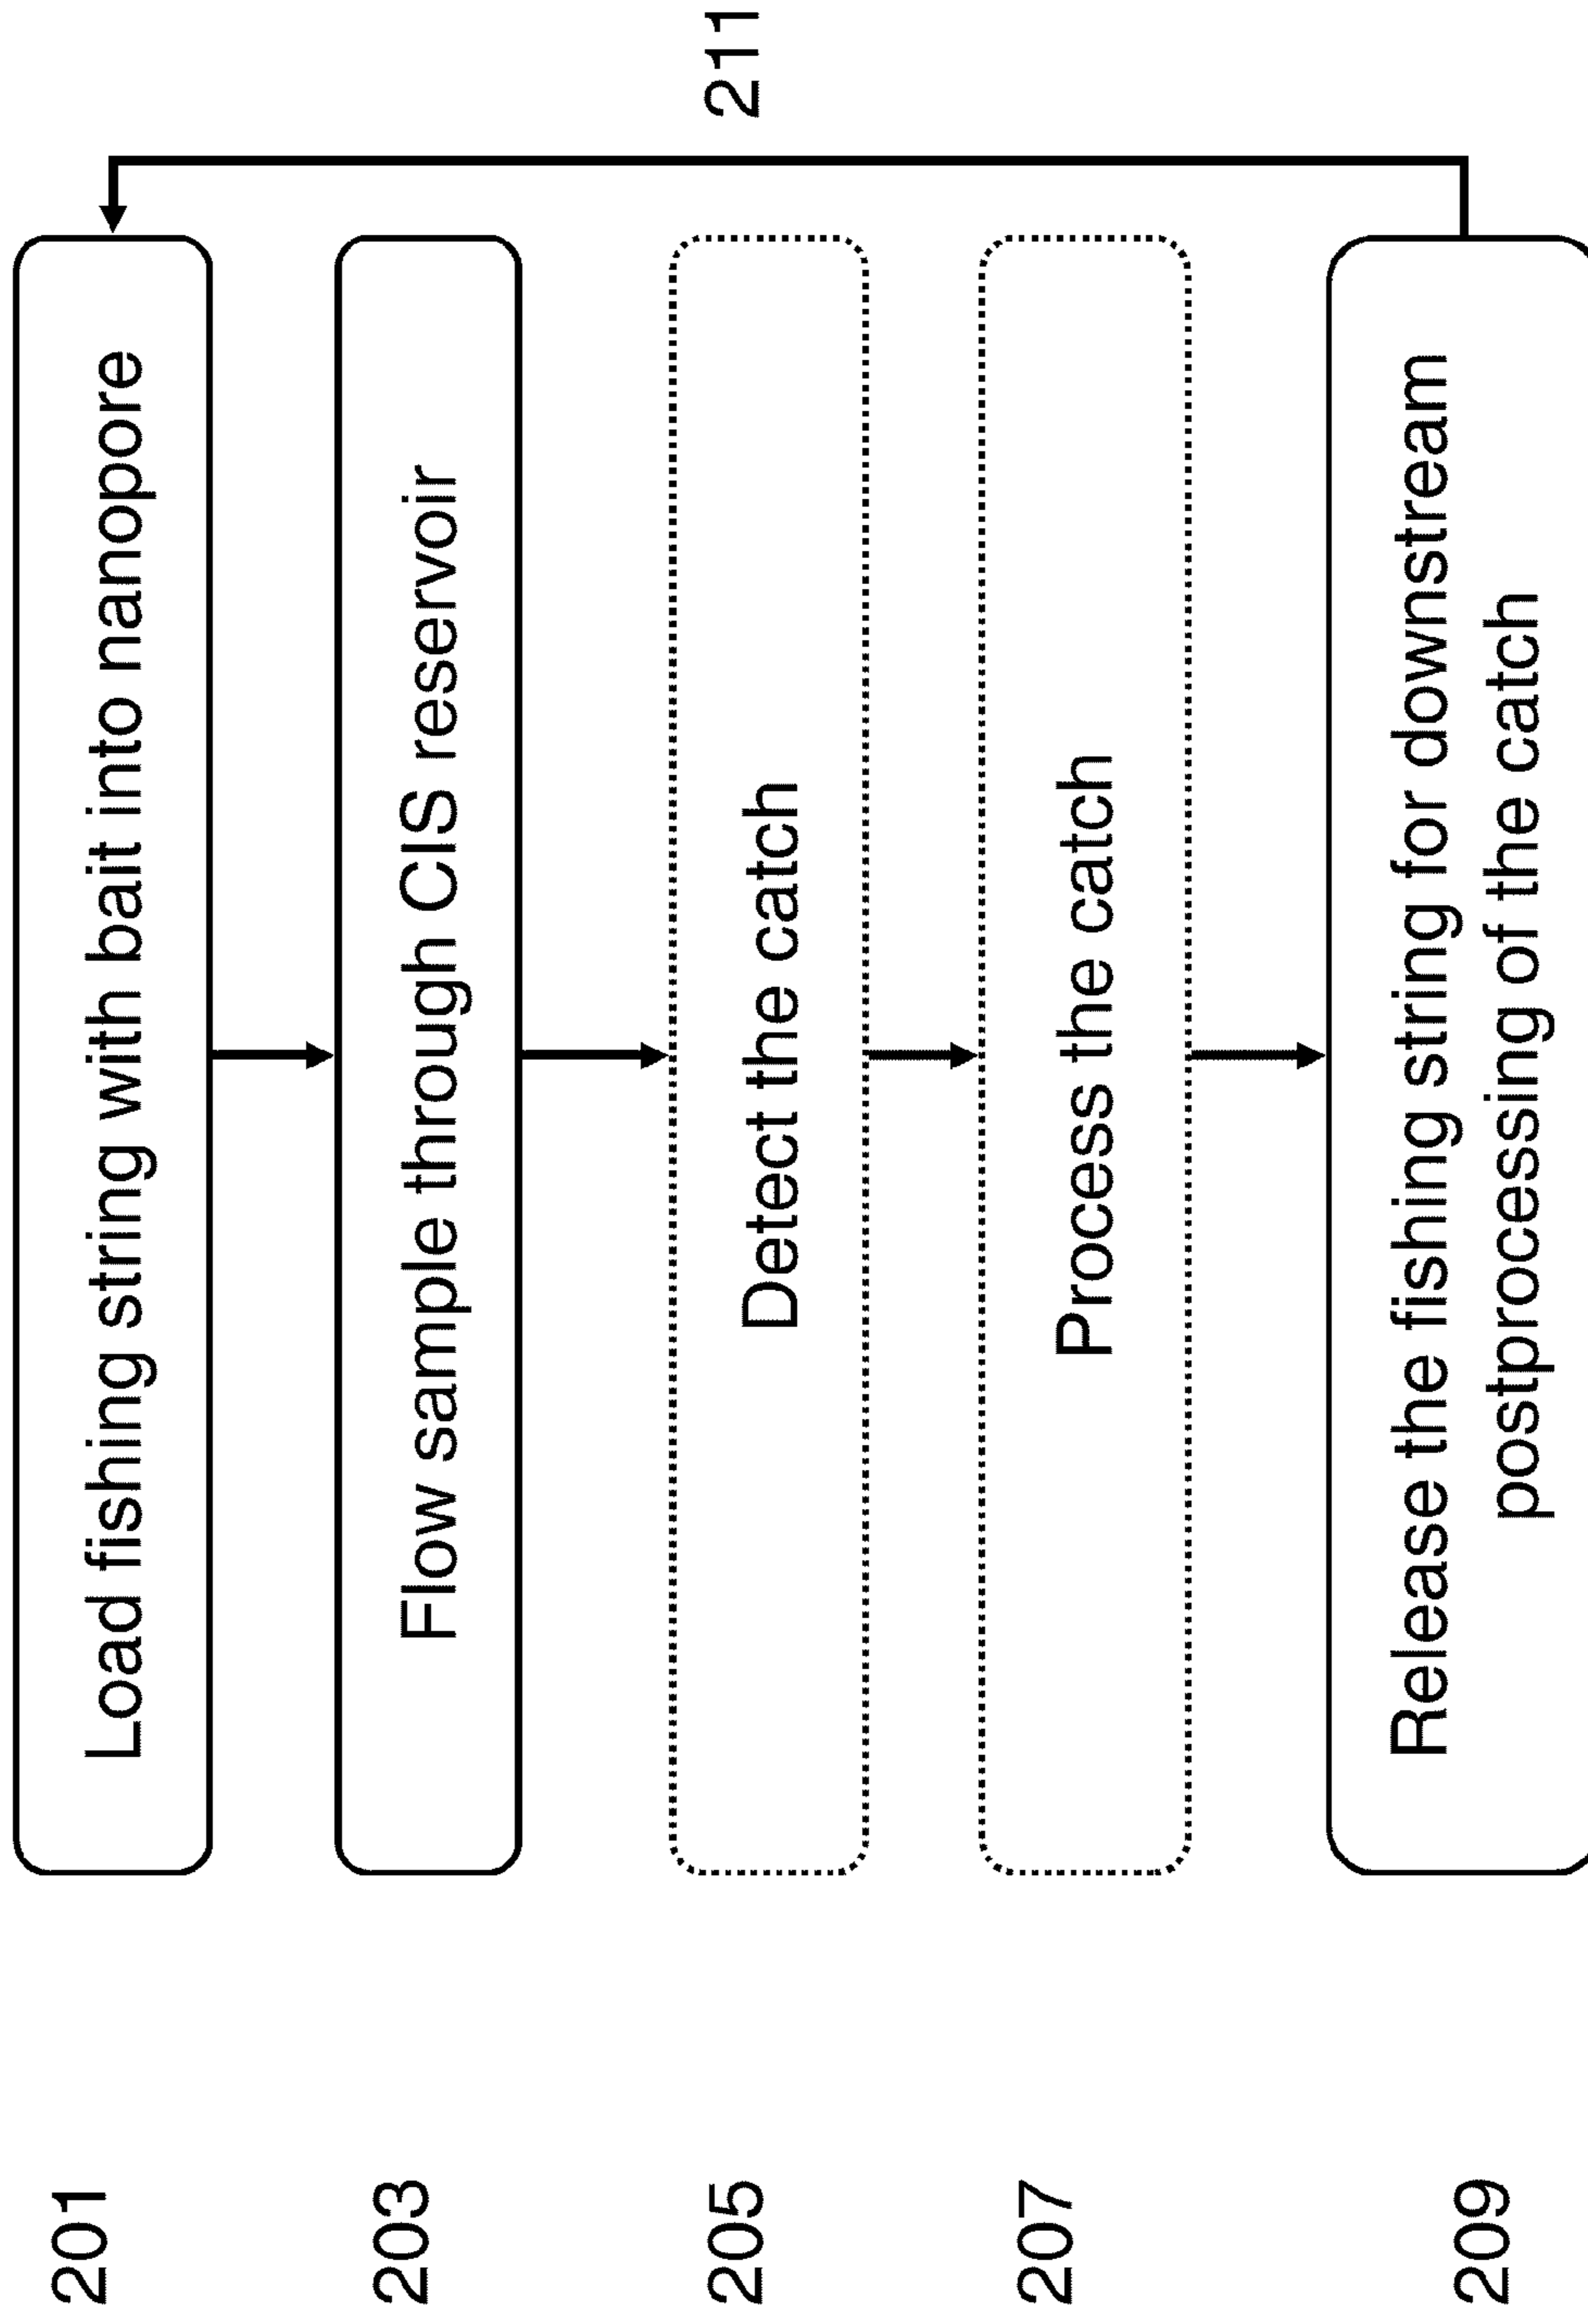 201
Load fishing string with bait into nanopore
203
Flow sample through CIS reservoir
205
Detect the catch
211
207
Process the catch
209
Release the fishing string for downstream
postprocessing of the catch